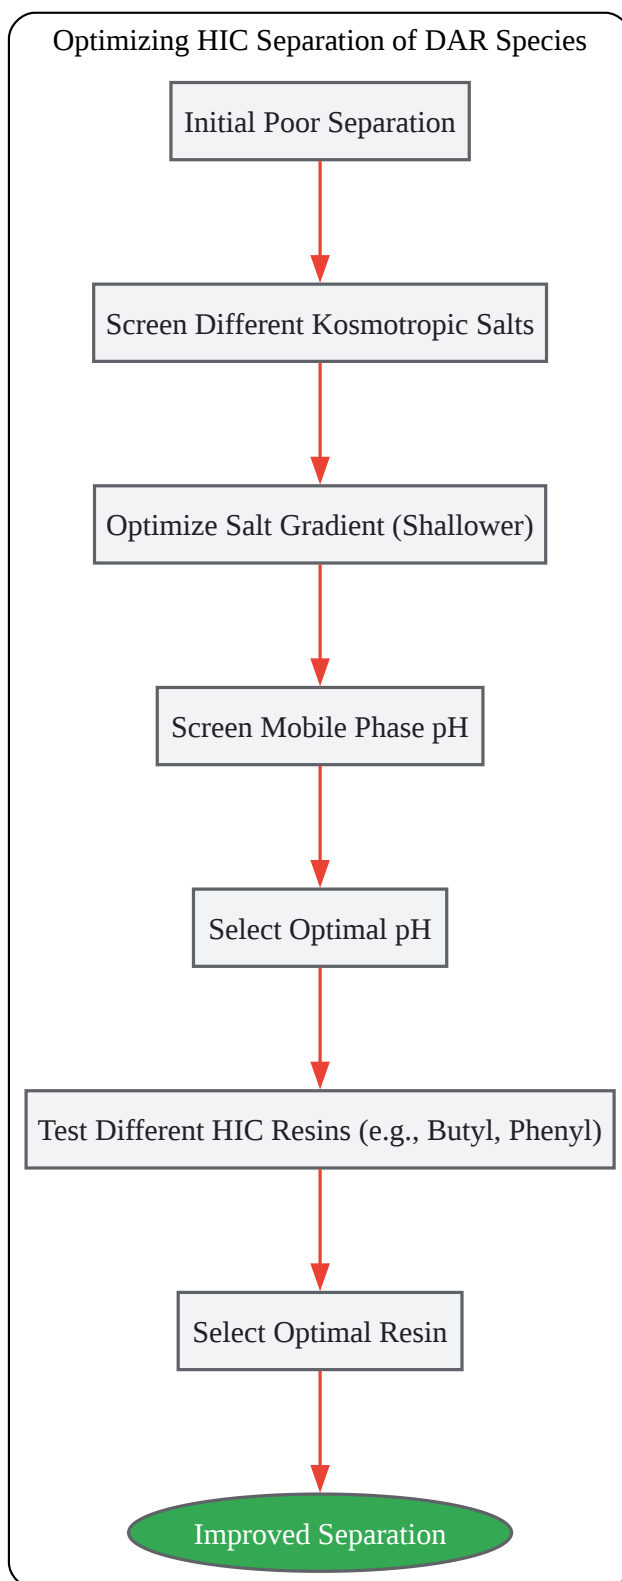 Optimizing HIC Separation of DAR Species
Initial Poor Separation
Screen Different Kosmotropic Salts
Optimize Salt Gradient (Shallower)
Screen Mobile Phase pH
Select Optimal pH
Test Different HIC Resins (e.g., Butyl, Phenyl)
Select Optimal Resin
Improved Separation